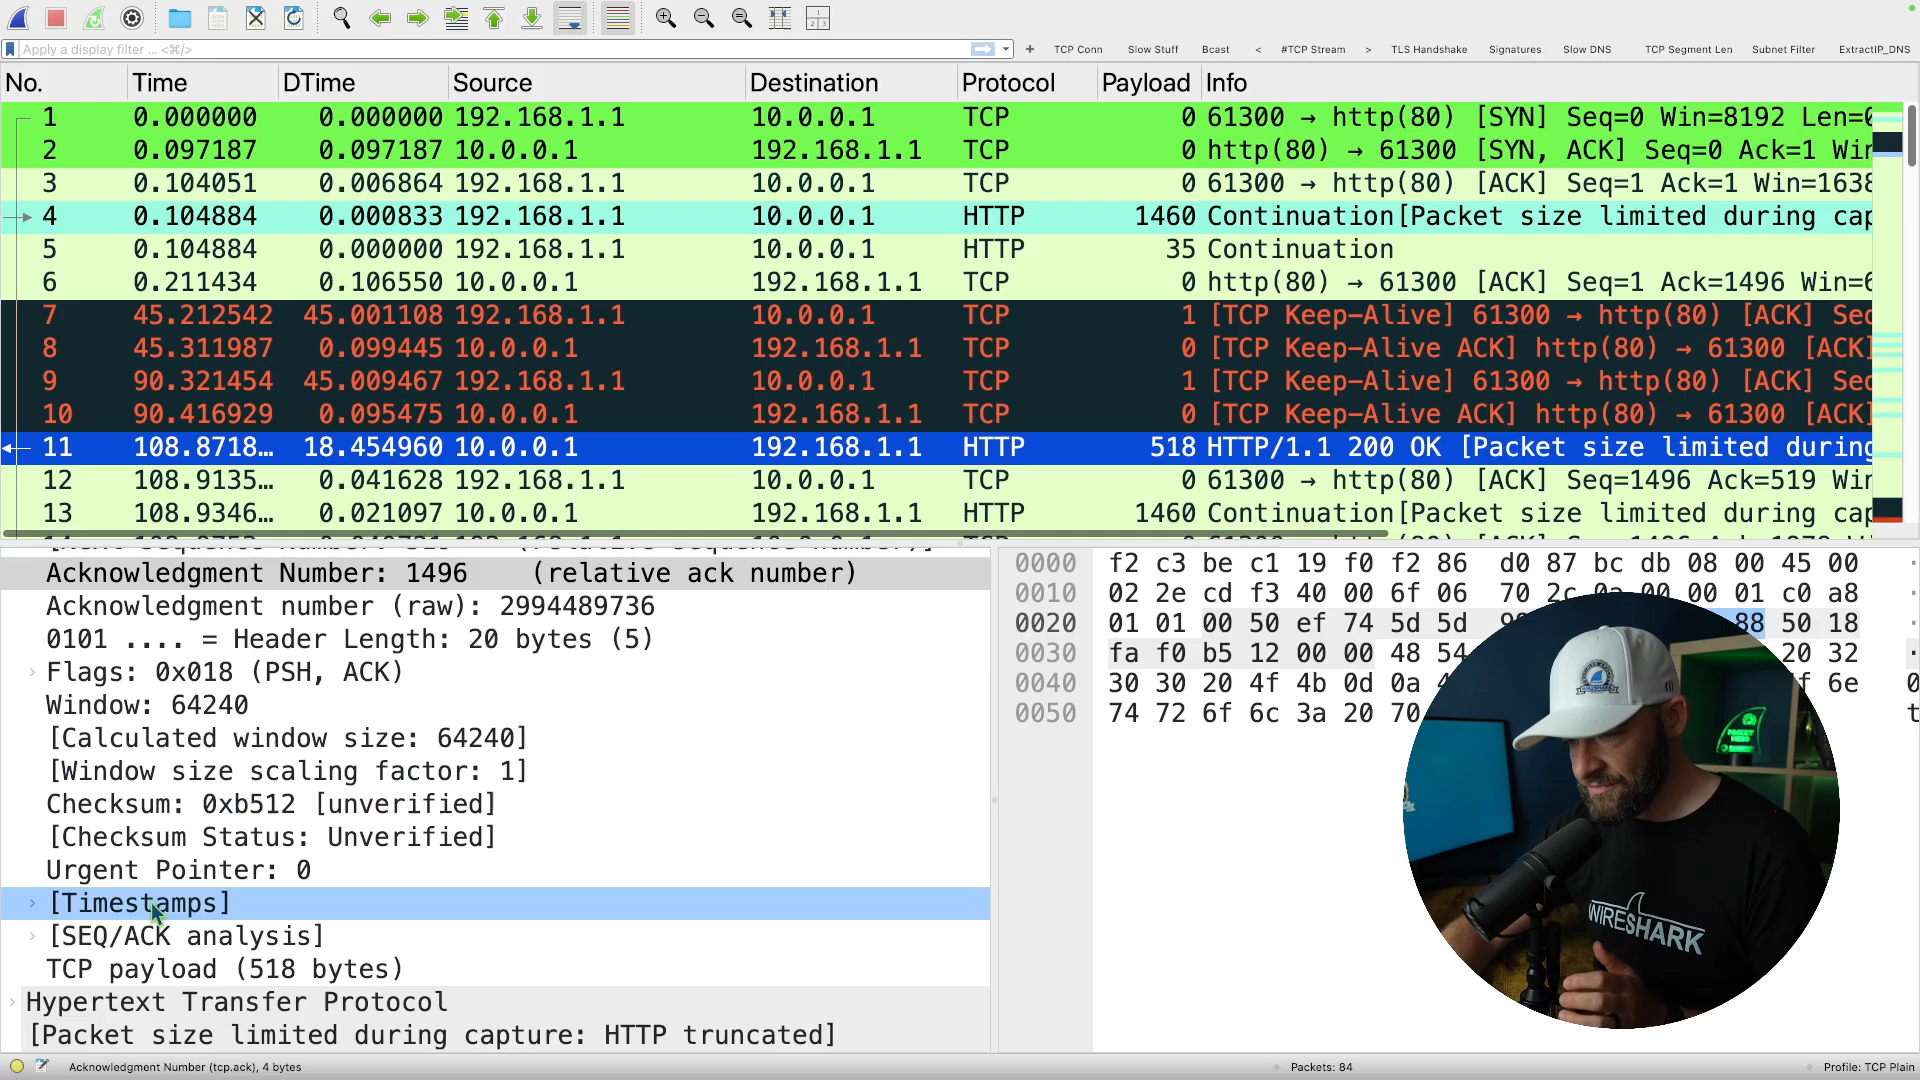 Apply a display filter ... <⌘/>
+ TCP Conn Slow Stuff Bcast < #TCP Stream > TLS Handshake Signatures Slow DNS TCP Segment Len Subnet Filter ExtractIP_DNS
No. Time DTime Source Destination Protocol Payload Info
1 0.000000 0.000000 192.168.1.1 10.0.0.1 TCP 0 61300 → http(80) [SYN] Seq=0 Win=8192 Len=0
2 0.097187 0.097187 10.0.0.1 192.168.1.1 TCP 0 http(80) → 61300 [SYN, ACK] Seq=0 Ack=1 Win
3 0.104051 0.006864 192.168.1.1 10.0.0.1 TCP 0 61300 → http(80) [ACK] Seq=1 Ack=1 Win=1638
4 0.104884 0.000833 192.168.1.1 10.0.0.1 HTTP 1460 Continuation[Packet size limited during cap
5 0.104884 0.000000 192.168.1.1 10.0.0.1 HTTP 35 Continuation
6 0.211434 0.106550 10.0.0.1 192.168.1.1 TCP 0 http(80) → 61300 [ACK] Seq=1 Ack=1496 Win=6
7 45.212542 45.001108 192.168.1.1 10.0.0.1 TCP 1 [TCP Keep-Alive] 61300 → http(80) [ACK] Sec
8 45.311987 0.099445 10.0.0.1 192.168.1.1 TCP 0 [TCP Keep-Alive ACK] http(80) → 61300 [ACK]
9 90.321454 45.009467 192.168.1.1 10.0.0.1 TCP 1 [TCP Keep-Alive] 61300 → http(80) [ACK] Sec
10 90.416929 0.095475 10.0.0.1 192.168.1.1 TCP 0 [TCP Keep-Alive ACK] http(80) → 61300 [ACK]
11 108.8718… 18.454960 10.0.0.1 192.168.1.1 HTTP 518 HTTP/1.1 200 OK [Packet size limited during
12 108.9135… 0.041628 192.168.1.1 10.0.0.1 TCP 0 61300 → http(80) [ACK] Seq=1496 Ack=519 Win
13 108.9346… 0.021097 10.0.0.1 192.168.1.1 HTTP 1460 Continuation[Packet size limited during cap
Acknowledgment Number: 1496 (relative ack number)
Acknowledgment number (raw): 2994489736
0101 .... = Header Length: 20 bytes (5)
Flags: 0x018 (PSH, ACK)
Window: 64240
[Calculated window size: 64240]
[Window size scaling factor: 1]
Checksum: 0xb512 [unverified]
[Checksum Status: Unverified]
Urgent Pointer: 0
[Timestamps]
[SEQ/ACK analysis]
TCP payload (518 bytes)
Hypertext Transfer Protocol
[Packet size limited during capture: HTTP truncated]
0000 f2 c3 be c1 19 f0 f2 86 d0 87 bc db 08 00 45 00
0010 02 2e cd f3 40 00 6f 06 70 2c 0a 00 00 01 c0 a8
0020 01 01 00 50 ef 74 5d 5d 88 50 18
0030 fa f0 b5 12 00 00 48 54 20 32
0040 30 30 20 4f 4b 0d 0a 6e
0050 74 72 6f 6c 3a 20 70
WIRESHARK
Acknowledgment Number (tcp.ack), 4 bytes Packets: 84 Profile: TCP Plain